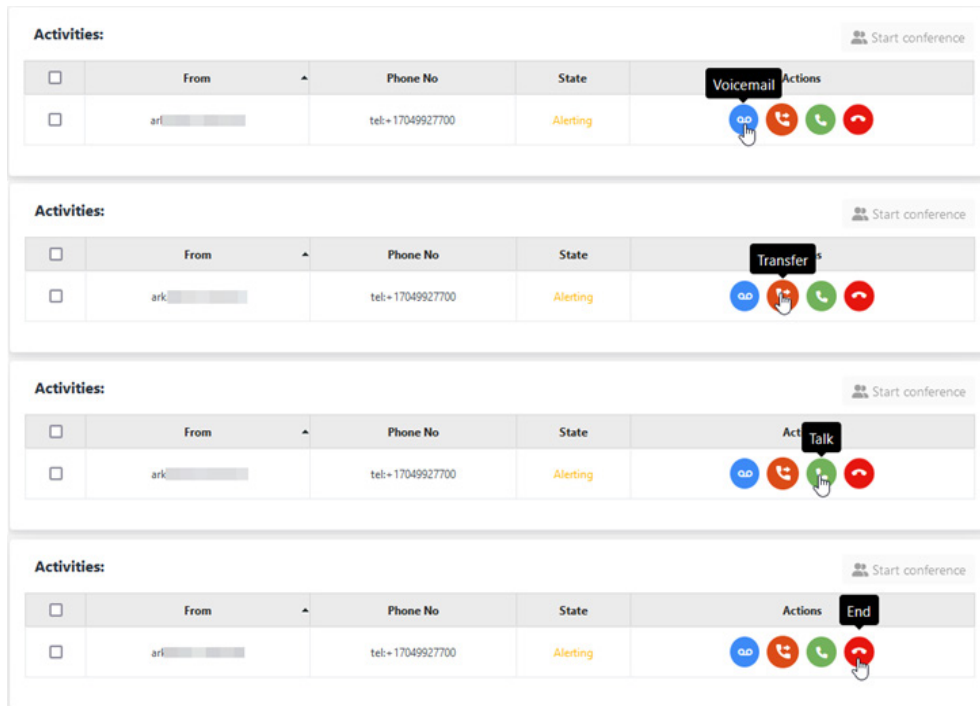 Activities: Start conference
From Phone No State Actions
Voicemail
tel:+17049927700 Alerting
Activities: Start conference
From Phone No State
Transfer
ark tel:+17049927700 Alerting
Activities: Start conference
From Phone No State Act
Talk
ark tel:+17049927700 Alerting
Activities: Start conference
From Phone No State Actions End
tel:+17049927700 Alerting